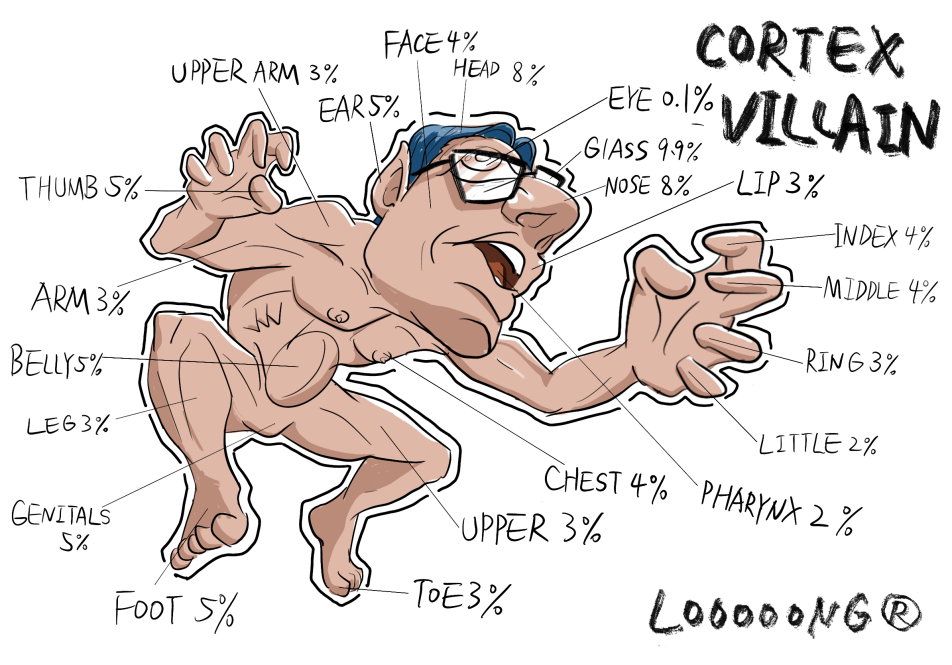 CORTEX
VILLAIN
FACE 4%
HEAD 8%
UPPER ARM 3%
EAR 5%
EYE 0.1%
GlASS 9.9%
NOSE 8%
LIP 3%
THUMB 5%
INDEX 4%
MIDDLE 4%
ARM 3%
BELLY 5%
RING 3%
LEG 3%
LITTLE 2%
CHEST 4%
PHARYNX 2%
GENITALS
5%
UPPER 3%
FOOT 5%
TOE 3%
LOOOOONG ®